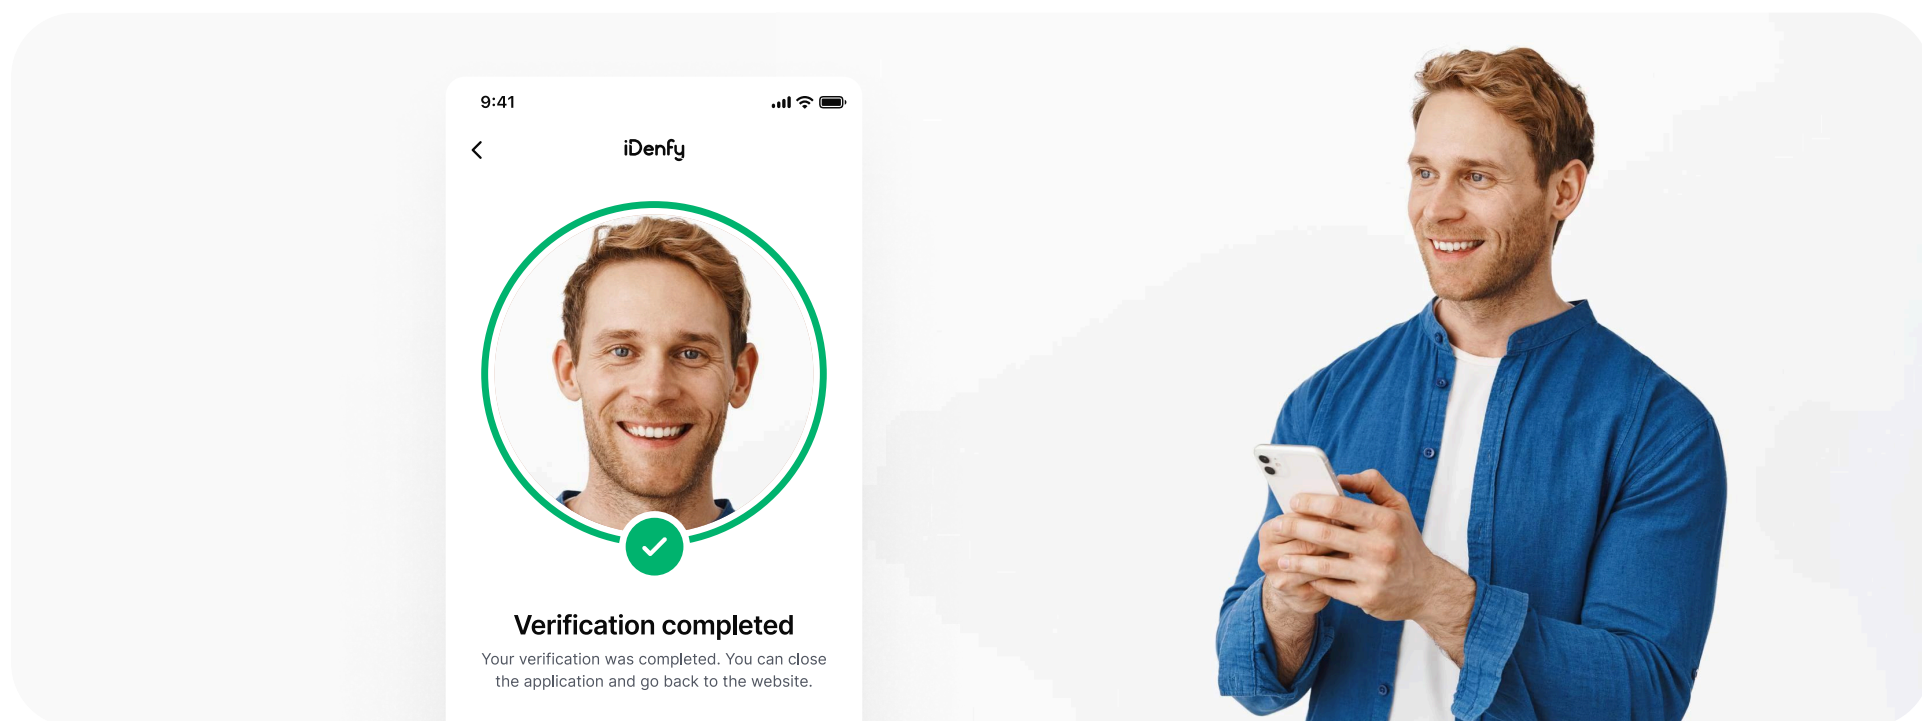 9:41
iDenfy
Verification completed
Your verification was completed. You can close
the application and go back to the website.